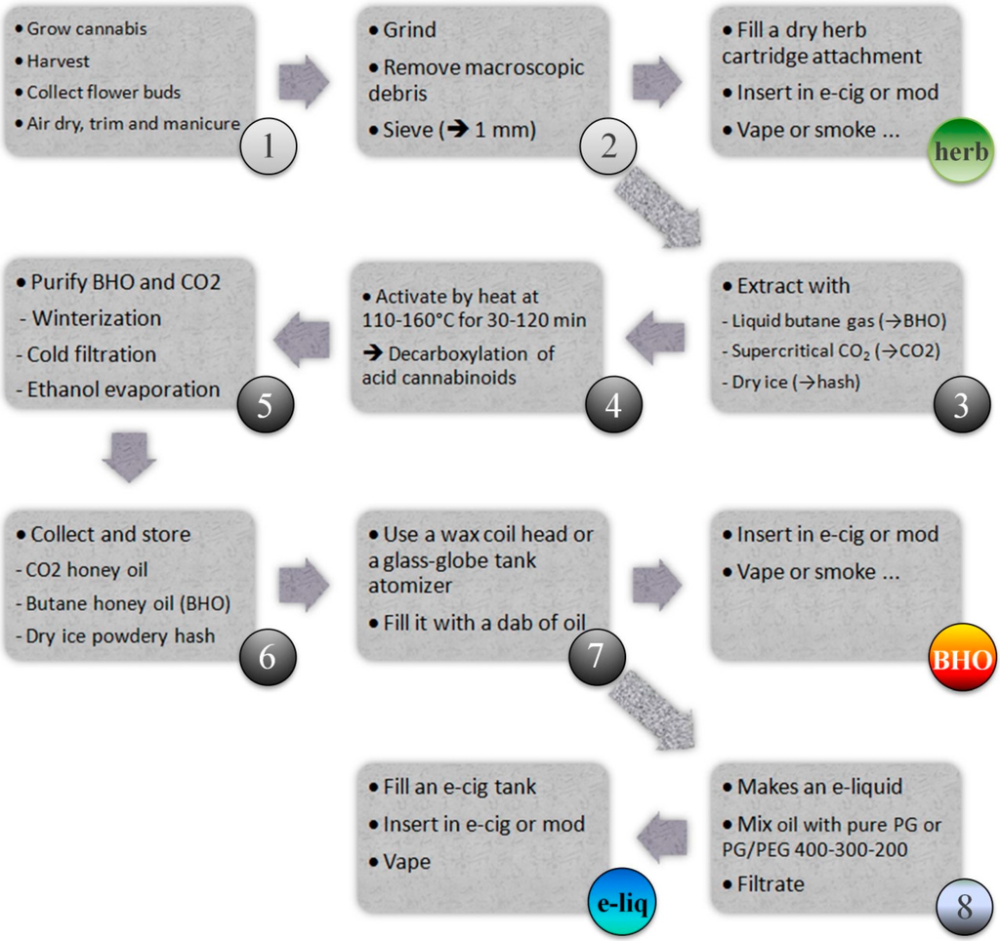 • Grow cannabis
• Harvest
• Collect flower buds
• Air dry, trim and manicure
1
• Grind
• Remove macroscopic
debris
• Sieve (➔ 1 mm)
2
• Fill a dry herb
cartridge attachment
• Insert in e-cig or mod
• Vape or smoke ...
herb
• Extract with
- Liquid butane gas (→BHO)
- Supercritical CO₂ (→CO2)
- Dry ice (→hash)
3
• Activate by heat at
110-160°C for 30-120 min
➔ Decarboxylation of
acid cannabinoids
4
• Purify BHO and CO2
- Winterization
- Cold filtration
- Ethanol evaporation
5
• Collect and store
- CO2 honey oil
- Butane honey oil (BHO)
- Dry ice powdery hash
6
• Use a wax coil head or
a glass-globe tank
atomizer
• Fill it with a dab of oil
7
• Insert in e-cig or mod
• Vape or smoke ...
BHO
• Makes an e-liquid
• Mix oil with pure PG or
PG/PEG 400-300-200
• Filtrate
8
• Fill an e-cig tank
• Insert in e-cig or mod
• Vape
e-liq